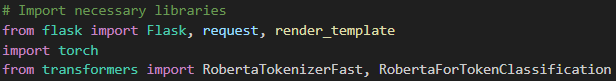 # Import necessary libraries
from flask import Flask, request, render_template
import torch
from transformers import RobertaTokenizerFast, RobertaForTokenClassification